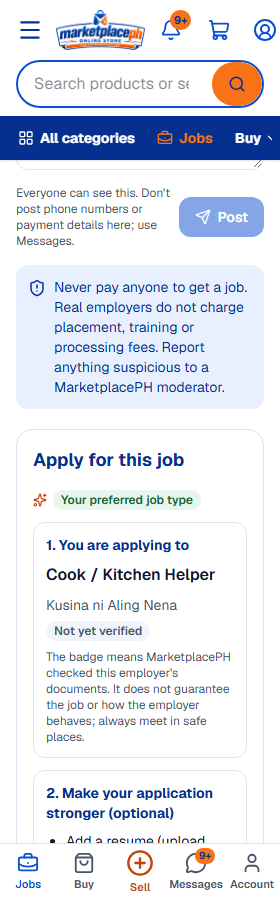 marketplaceph
ONLINE STORE
9+
Search products or se
All categories
Jobs
Buy
Everyone can see this. Don't
post phone numbers or
payment details here; use
Messages.
Post
Never pay anyone to get a job.
Real employers do not charge
placement, training or
processing fees. Report
anything suspicious to a
MarketplacePH moderator.
Apply for this job
Your preferred job type
1. You are applying to
Cook / Kitchen Helper
Kusina ni Aling Nena
Not yet verified
The badge means MarketplacePH
checked this employer's
documents. It does not guarantee
the job or how the employer
behaves; always meet in safe
places.
2. Make your application
stronger (optional)
Add a resume (upload
9+
Jobs
Buy
Sell
Messages
Account